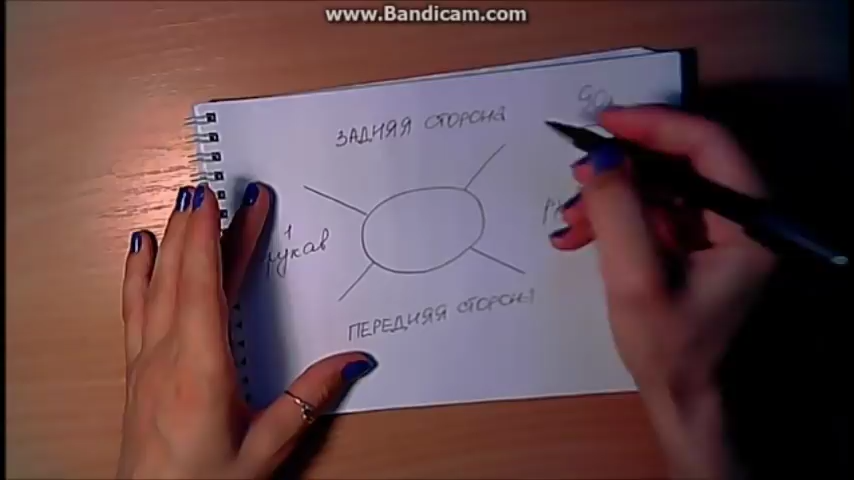 www.Bandicam.com
ЗАДНЯЯ СТОРОНА
1
рукав
ПЕРЕДНЯЯ СТОРОНА